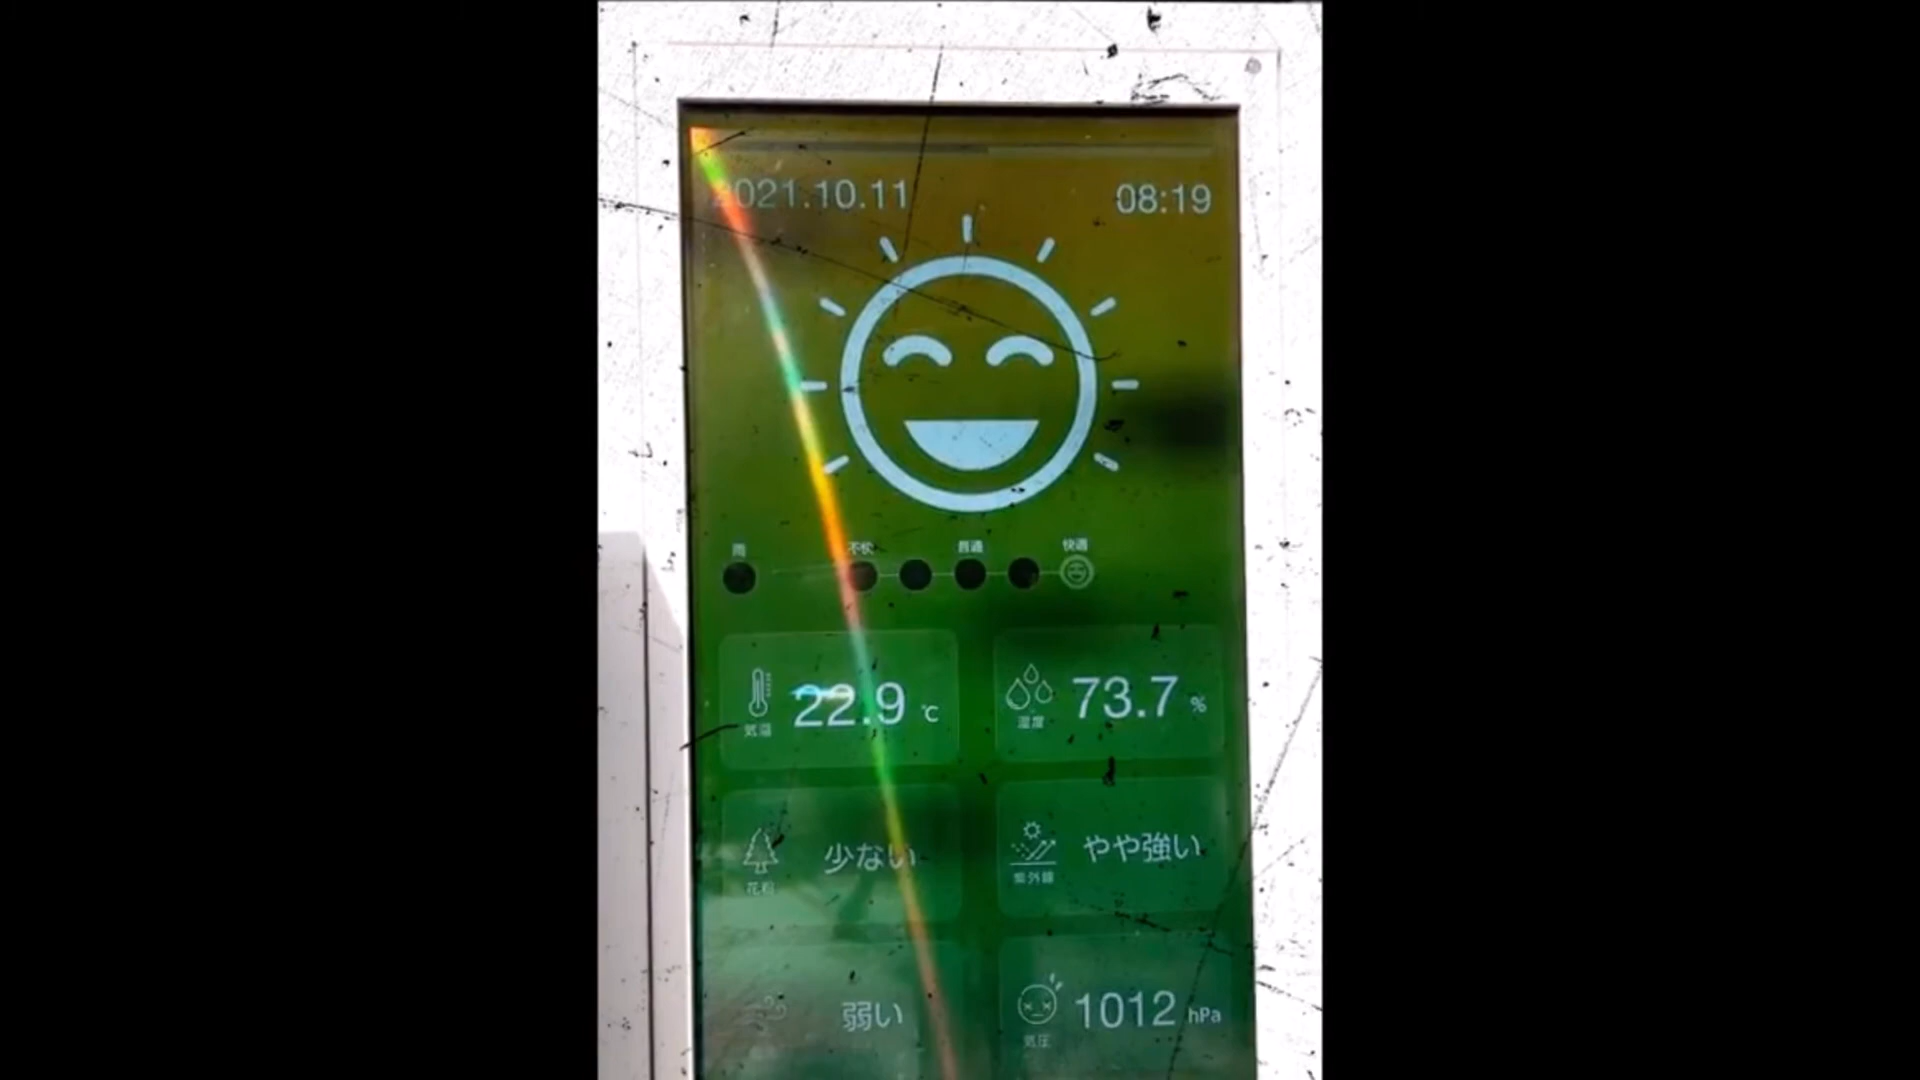 2021.10.11 08:19
雨 不快 普通 快適
22.9 ℃ 73.7 %
気温 湿度
少ない やや強い
花粉 紫外線
弱い 1012 hPa
気圧